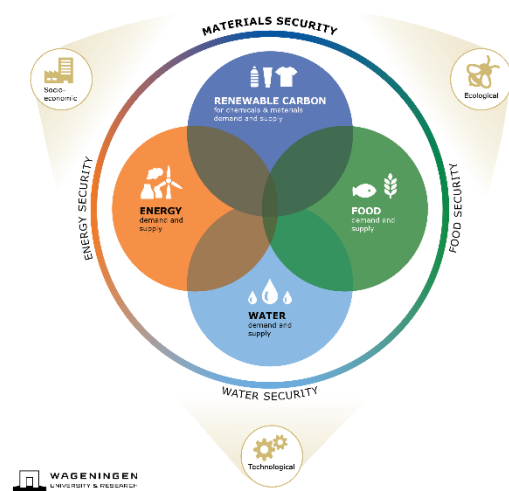 MATERIALS SECURITY
Socio-
economic
Ecological
RENEWABLE CARBON
for chemicals & materials
demand and supply
ENERGY SECURITY
ENERGY
demand and
supply
FOOD
demand and
supply
FOOD SECURITY
WATER
demand and
supply
WATER SECURITY
Technological
WAGENINGEN
UNIVERSITY & RESEARCH